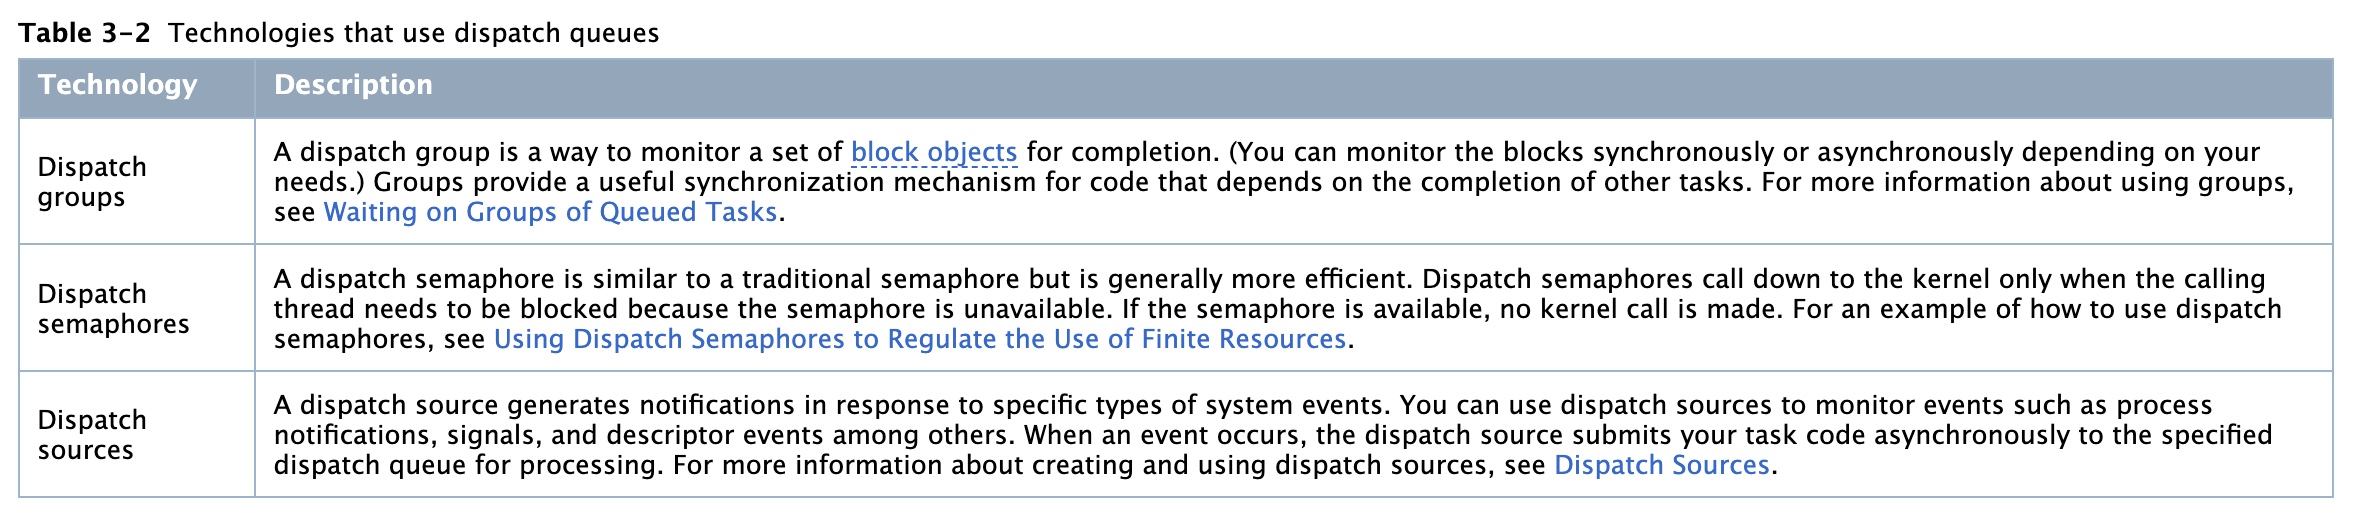 Table 3-2 Technologies that use dispatch queues
Technology
Description
Dispatch
groups
A dispatch group is a way to monitor a set of block objects for completion. (You can monitor the blocks synchronously or asynchronously depending on your
needs.) Groups provide a useful synchronization mechanism for code that depends on the completion of other tasks. For more information about using groups,
see Waiting on Groups of Queued Tasks.
Dispatch
semaphores
A dispatch semaphore is similar to a traditional semaphore but is generally more efficient. Dispatch semaphores call down to the kernel only when the calling
thread needs to be blocked because the semaphore is unavailable. If the semaphore is available, no kernel call is made. For an example of how to use dispatch
semaphores, see Using Dispatch Semaphores to Regulate the Use of Finite Resources.
Dispatch
sources
A dispatch source generates notifications in response to specific types of system events. You can use dispatch sources to monitor events such as process
notifications, signals, and descriptor events among others. When an event occurs, the dispatch source submits your task code asynchronously to the specified
dispatch queue for processing. For more information about creating and using dispatch sources, see Dispatch Sources.